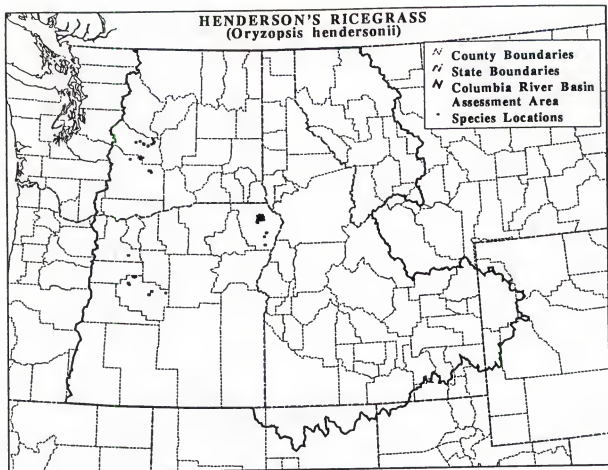 HENDERSON'S RICEGRASS
(Oryzopsis hendersonii)
County Boundaries
State Boundaries
Columbia River Basin
Assessment Area
Species Locations